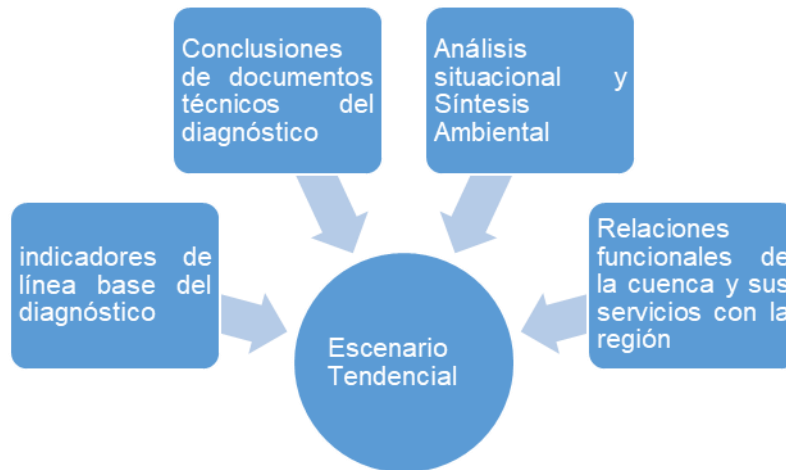 Conclusiones
de documentos
técnicos del
diagnóstico
Análisis
situacional y
Síntesis
Ambiental
indicadores de
línea base del
diagnóstico
Relaciones
funcionales de
la cuenca y sus
servicios con la
región
Escenario
Tendencial